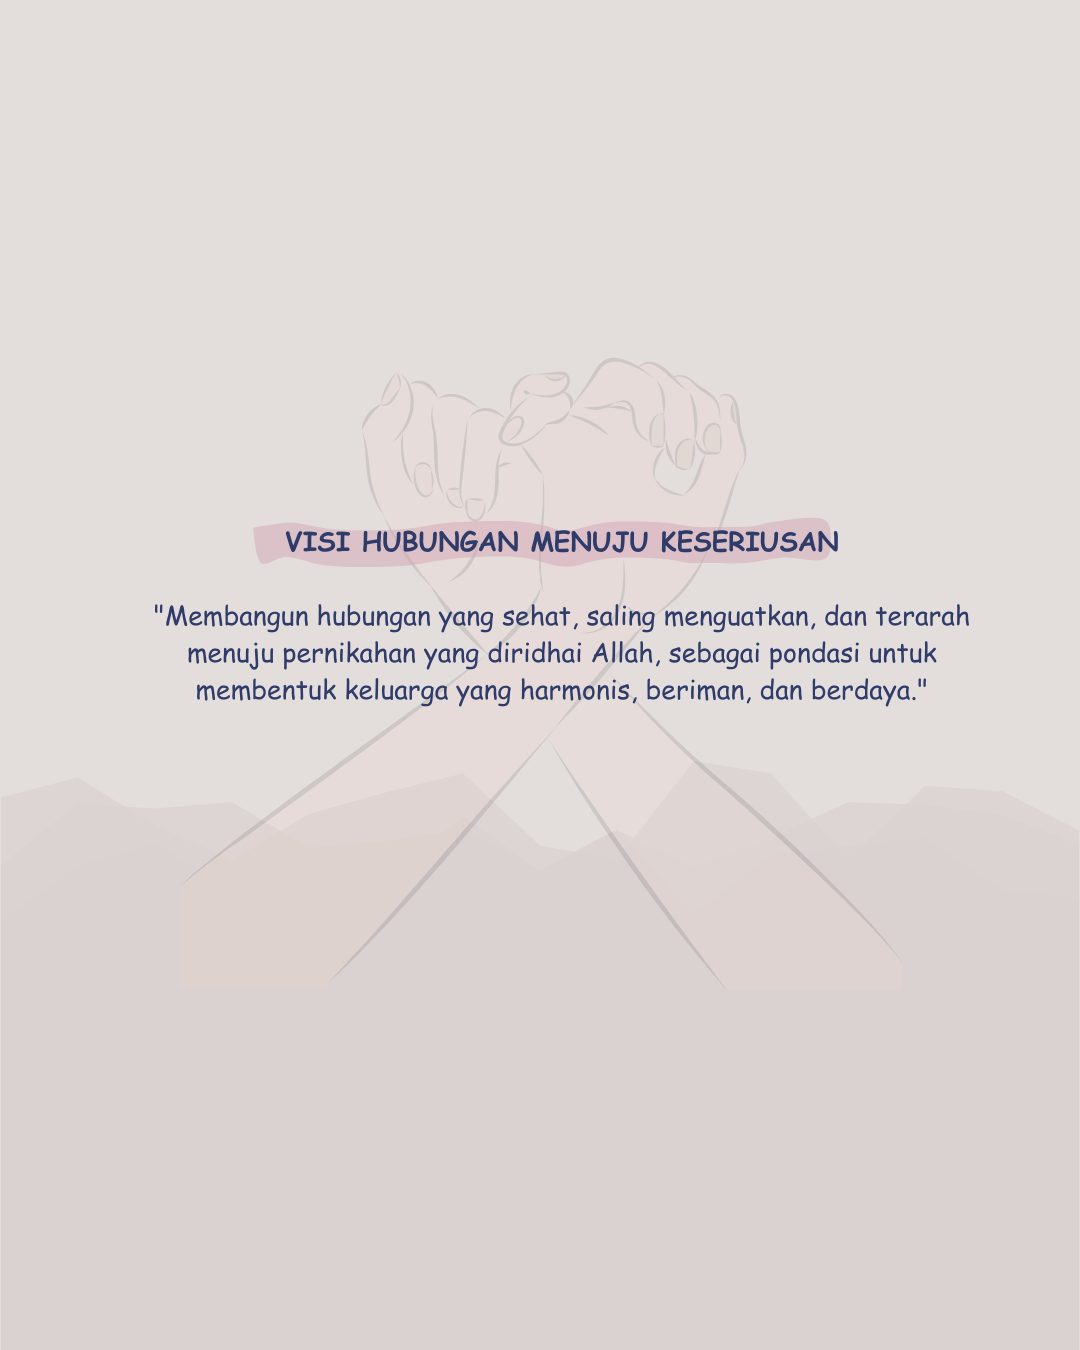 VISI HUBUNGAN MENUJU KESERIUSAN
"Membangun hubungan yang sehat, saling menguatkan, dan terarah
menuju pernikahan yang diridhai Allah, sebagai pondasi untuk
membentuk keluarga yang harmonis, beriman, dan berdaya."